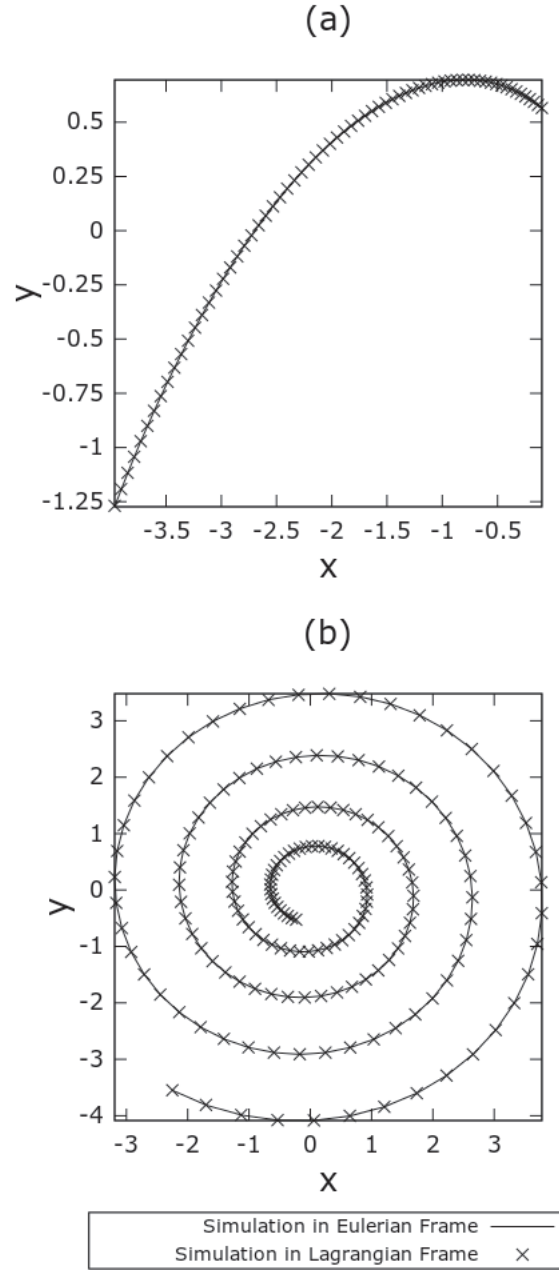 (a)
0.5
0.25
0
-0.25
-0.5
-0.75
-1
-1.25
y
-3.5 -3 -2.5 -2 -1.5 -1 -0.5
x
(b)
3
2
1
0
-1
-2
-3
-4
y
-3 -2 -1 0 1 2 3
x
Simulation in Eulerian Frame
Simulation in Lagrangian Frame